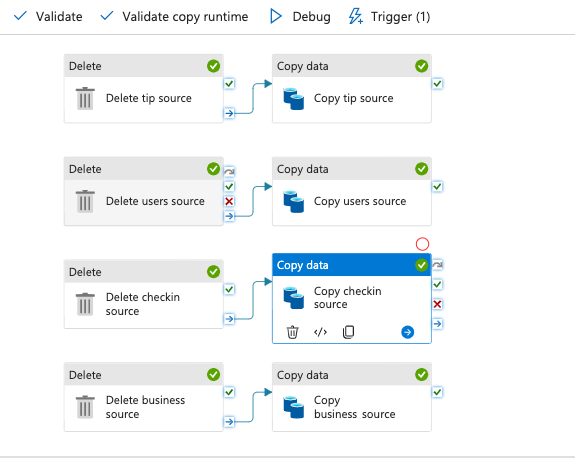 Validate Validate copy runtime Debug Trigger (1)
Delete Copy data
Delete tip source Copy tip source
Delete Copy data
Delete users source Copy users source
Delete Copy data
Delete checkin
source
Copy checkin
source
Delete Copy data
Delete business
source
Copy
business source